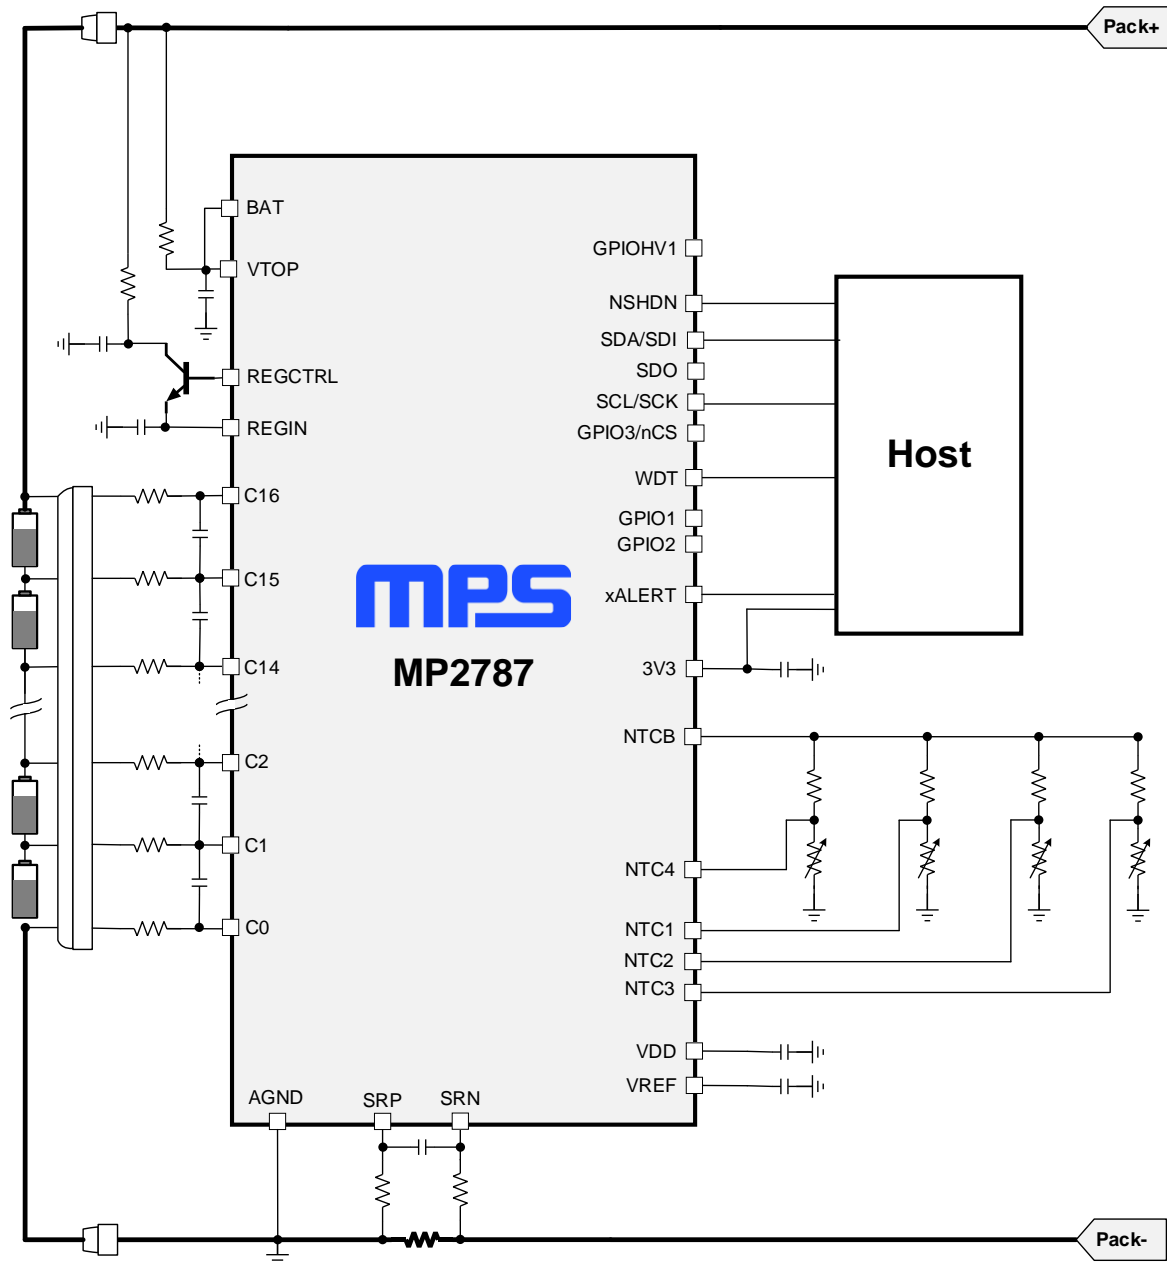 Pack+
BAT
GPIOHV1
VTOP
NSHDN
SDA/SDI
SDO
REGCTRL
SCL/SCK
REGIN
GPIO3/nCS
Host
WDT
C16
GPIO1
GPIO2
C15
MPS
xALERT
C14
MP2787
3V3
NTCB
C2
C1
NTC4
C0
NTC1
NTC2
NTC3
VDD
VREF
AGND
SRP
SRN
Pack-